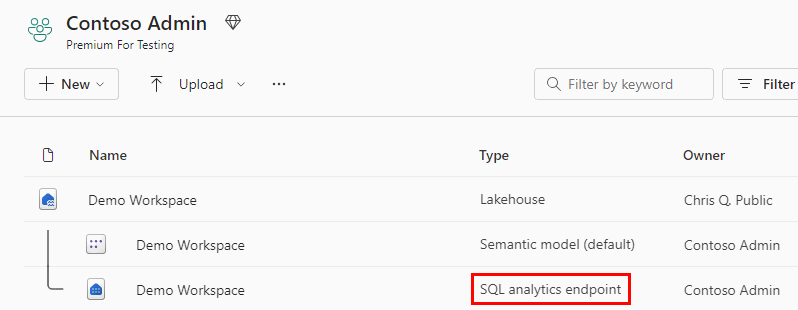 Contoso Admin
Premium For Testing
New Upload ... Filter by keyword Filter
Name Type Owner
Demo Workspace Lakehouse Chris Q. Public
Demo Workspace Semantic model (default) Contoso Admin
Demo Workspace SQL analytics endpoint Contoso Admin